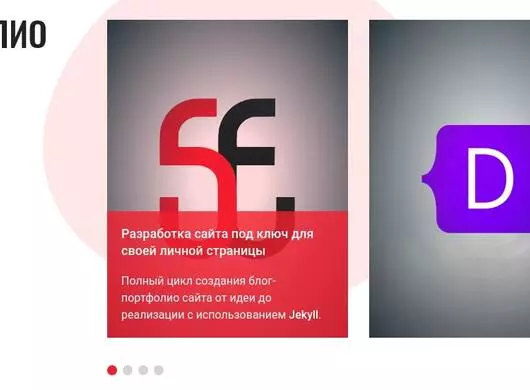 ЛИО
Разработка сайта под ключ для
своей личной страницы
Полный цикл создания блог-
портфолио сайта от идеи до
реализации с использованием Jekyll.
D